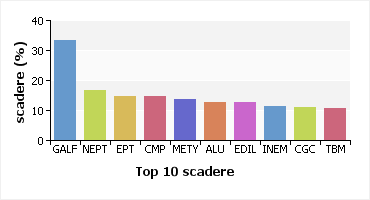 scadere (%)
40
30
20
10
0
GALF NEPT EPT CMP METY ALU EDIL INEM CGC TBM
Top 10 scadere